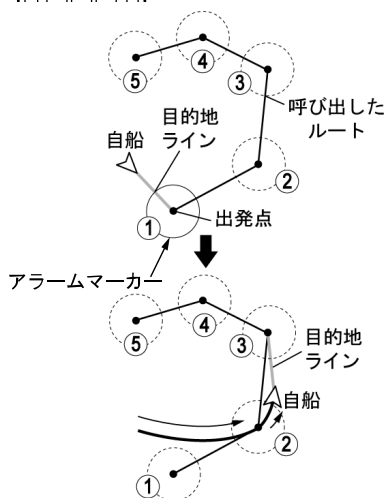 ⑤
④
③
呼び出した
ルート
目的地
ライン
自船
②
①
出発点
アラームマーカー
⑤
④
③
目的地
ライン
自船
②
①